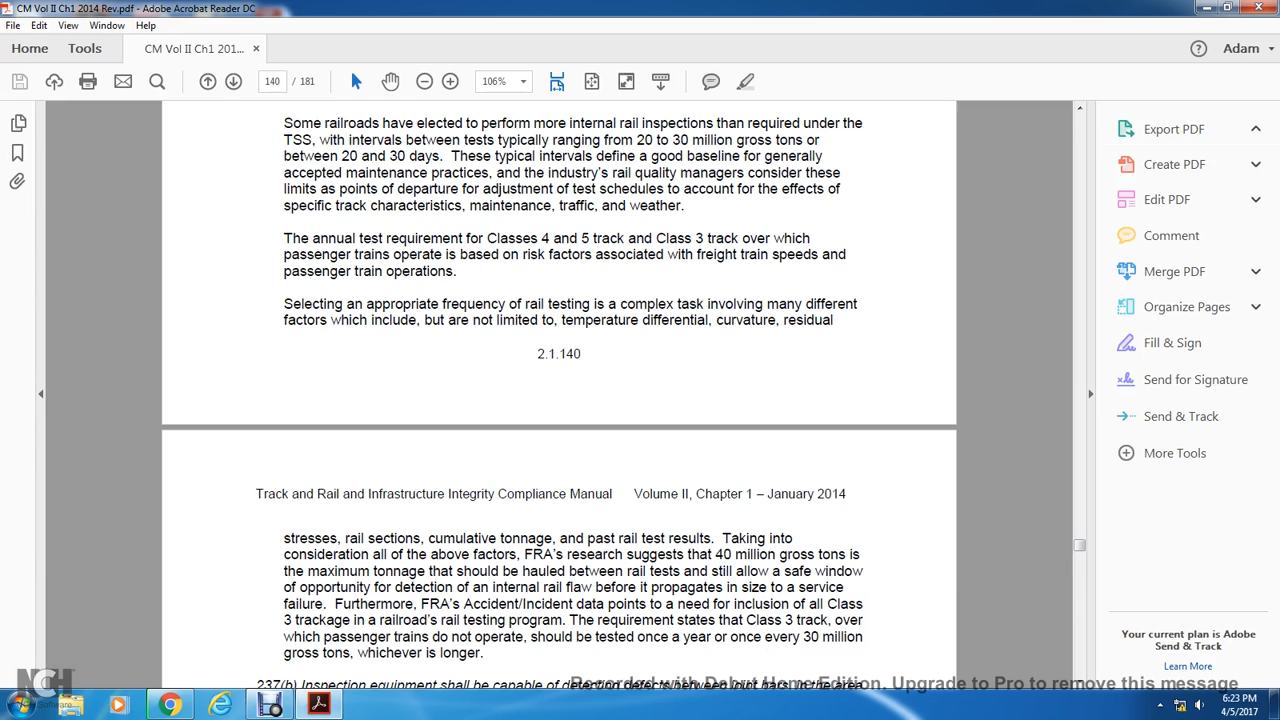 CM Vol II Ch1 2014 Rev.pdf - Adobe Acrobat Reader DC
File Edit View Window Help
Home Tools CM Vol II Ch1 201... × Adam
140 / 181 106%
Some railroads have elected to perform more internal rail inspections than required under the
TSS, with intervals between tests typically ranging from 20 to 30 million gross tons or
between 20 and 30 days. These typical intervals define a good baseline for generally
accepted maintenance practices, and the industry's rail quality managers consider these
limits as points of departure for adjustment of test schedules to account for the effects of
specific track characteristics, maintenance, traffic, and weather.
The annual test requirement for Classes 4 and 5 track and Class 3 track over which
passenger trains operate is based on risk factors associated with freight train speeds and
passenger train operations.
Selecting an appropriate frequency of rail testing is a complex task involving many different
factors which include, but are not limited to, temperature differential, curvature, residual
2.1.140
Track and Rail and Infrastructure Integrity Compliance Manual Volume II, Chapter 1 – January 2014
stresses, rail sections, cumulative tonnage, and past rail test results. Taking into
consideration all of the above factors, FRA's research suggests that 40 million gross tons is
the maximum tonnage that should be hauled between rail tests and still allow a safe window
of opportunity for detection of an internal rail flaw before it propagates in size to a service
failure. Furthermore, FRA's Accident/Incident data points to a need for inclusion of all Class
3 trackage in a railroad's rail testing program. The requirement states that Class 3 track, over
which passenger trains do not operate, should be tested once a year or once every 30 million
gross tons, whichever is longer.
237(b) Inspection equipment shall be capable of detecting defects between joint bars, in the area
Export PDF
Create PDF
Edit PDF
Comment
Merge PDF
Organize Pages
Fill & Sign
Send for Signature
Send & Track
More Tools
Your current plan is Adobe
Send & Track
Learn More
Recorded with Debut Home Edition. Upgrade to Pro to remove this message
NCH Software
6:23 PM
4/5/2017